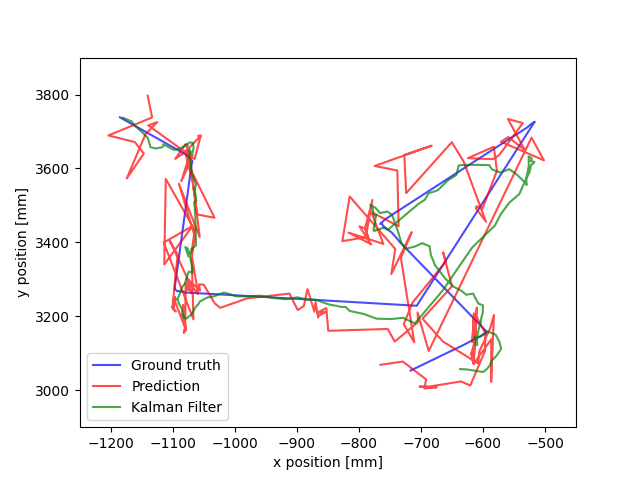 3800
3600
3400
3200
3000
y position [mm]
Ground truth
Prediction
Kalman Filter
−1200 −1100 −1000 −900 −800 −700 −600 −500
x position [mm]